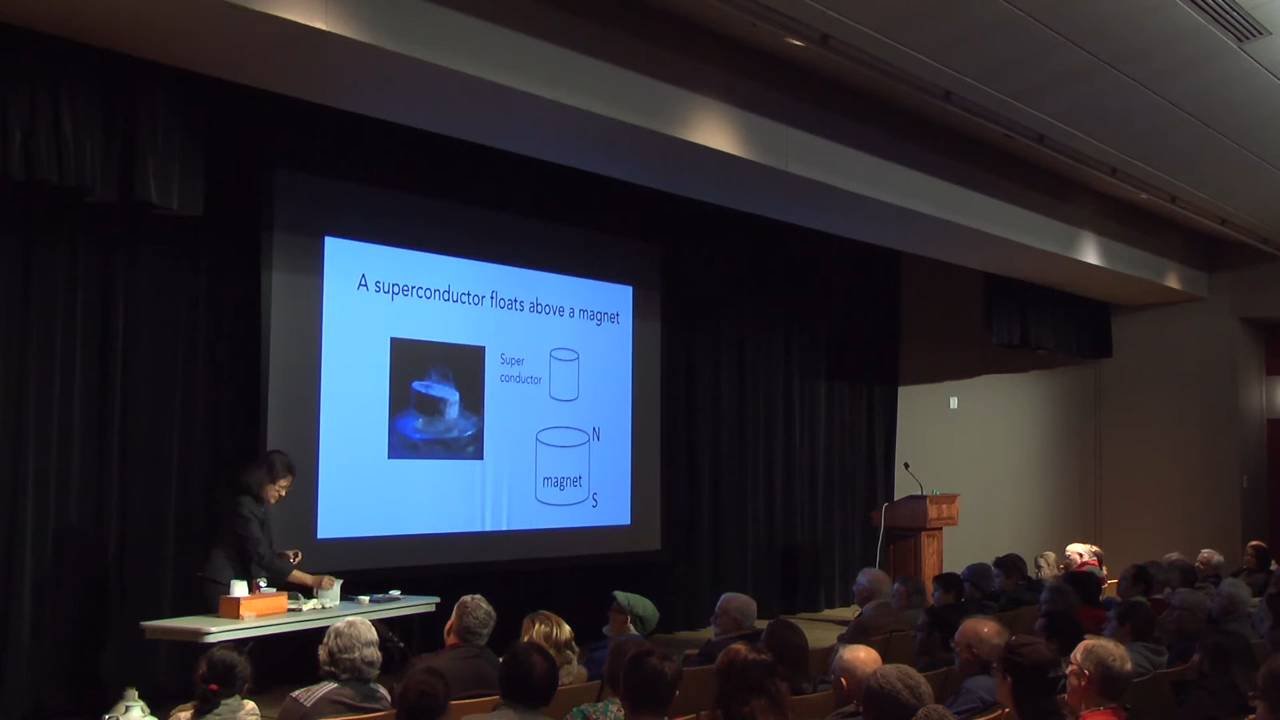 A superconductor floats above a magnet
Super
conductor
N
magnet
S